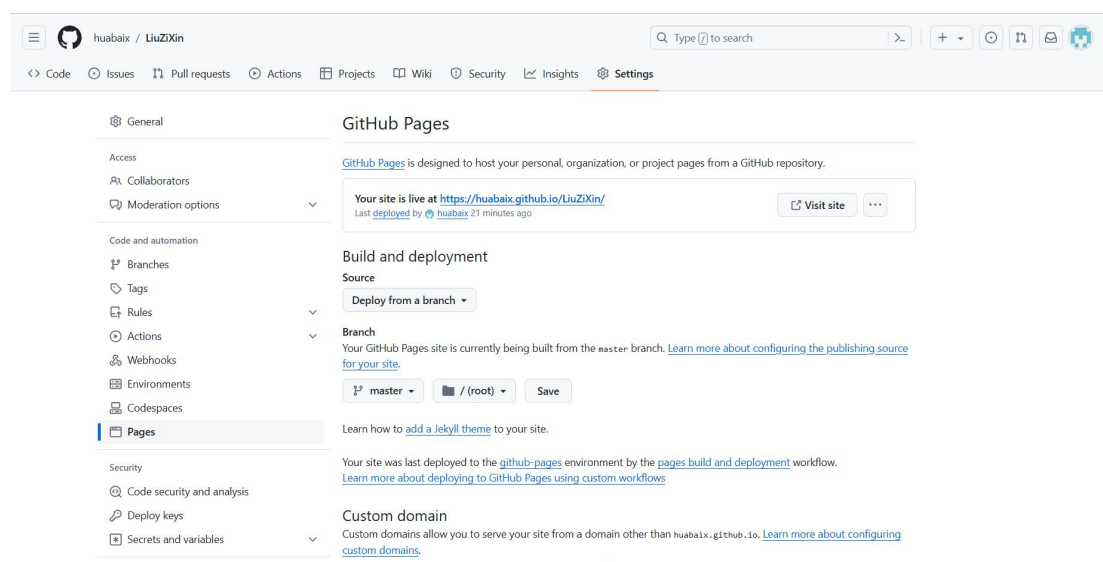 huabaix / LiuZiXin
Type / to search
Code
Issues
Pull requests
Actions
Projects
Wiki
Security
Insights
Settings
General
Access
Collaborators
Moderation options
Code and automation
Branches
Tags
Rules
Actions
Webhooks
Environments
Codespaces
Pages
Security
Code security and analysis
Deploy keys
Secrets and variables
GitHub Pages
GitHub Pages is designed to host your personal, organization, or project pages from a GitHub repository.
Your site is live at https://huabaix.github.io/LiuZiXin/
Last deployed by huabaix 21 minutes ago
Visit site
Build and deployment
Source
Deploy from a branch
Branch
Your GitHub Pages site is currently being built from the master branch. Learn more about configuring the publishing source
for your site.
master
/ (root)
Save
Learn how to add a Jekyll theme to your site.
Your site was last deployed to the github-pages environment by the pages build and deployment workflow.
Learn more about deploying to GitHub Pages using custom workflows
Custom domain
Custom domains allow you to serve your site from a domain other than huabaix.github.io. Learn more about configuring
custom domains.